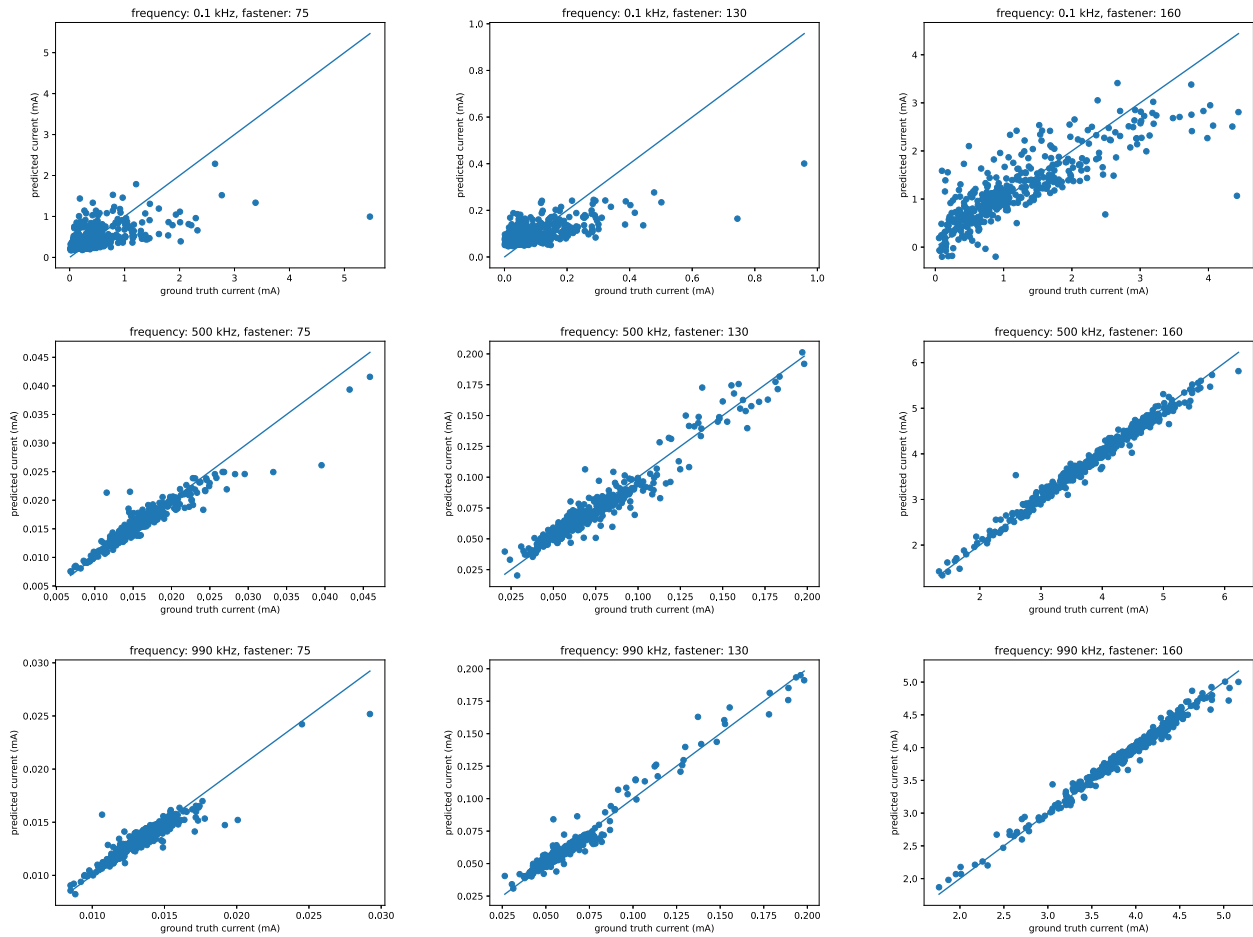 frequency: 0.1 kHz, fastener: 75
predicted current (mA)
5
4
3
2
1
0
0 1 2 3 4 5
ground truth current (mA)
frequency: 0.1 kHz, fastener: 130
predicted current (mA)
1.0
0.8
0.6
0.4
0.2
0.0
0.0 0.2 0.4 0.6 0.8 1.0
ground truth current (mA)
frequency: 0.1 kHz, fastener: 160
predicted current (mA)
4
3
2
1
0
0 1 2 3 4
ground truth current (mA)
frequency: 500 kHz, fastener: 75
predicted current (mA)
0.045
0.040
0.035
0.030
0.025
0.020
0.015
0.010
0.005
0.005 0.010 0.015 0.020 0.025 0.030 0.035 0.040 0.045
ground truth current (mA)
frequency: 500 kHz, fastener: 130
predicted current (mA)
0.200
0.175
0.150
0.125
0.100
0.075
0.050
0.025
0.025 0.050 0.075 0.100 0.125 0.150 0.175 0.200
ground truth current (mA)
frequency: 500 kHz, fastener: 160
predicted current (mA)
6
5
4
3
2
2 3 4 5 6
ground truth current (mA)
frequency: 990 kHz, fastener: 75
predicted current (mA)
0.030
0.025
0.020
0.015
0.010
0.010 0.015 0.020 0.025 0.030
ground truth current (mA)
frequency: 990 kHz, fastener: 130
predicted current (mA)
0.200
0.175
0.150
0.125
0.100
0.075
0.050
0.025
0.025 0.050 0.075 0.100 0.125 0.150 0.175 0.200
ground truth current (mA)
frequency: 990 kHz, fastener: 160
predicted current (mA)
5.0
4.5
4.0
3.5
3.0
2.5
2.0
2.0 2.5 3.0 3.5 4.0 4.5 5.0
ground truth current (mA)